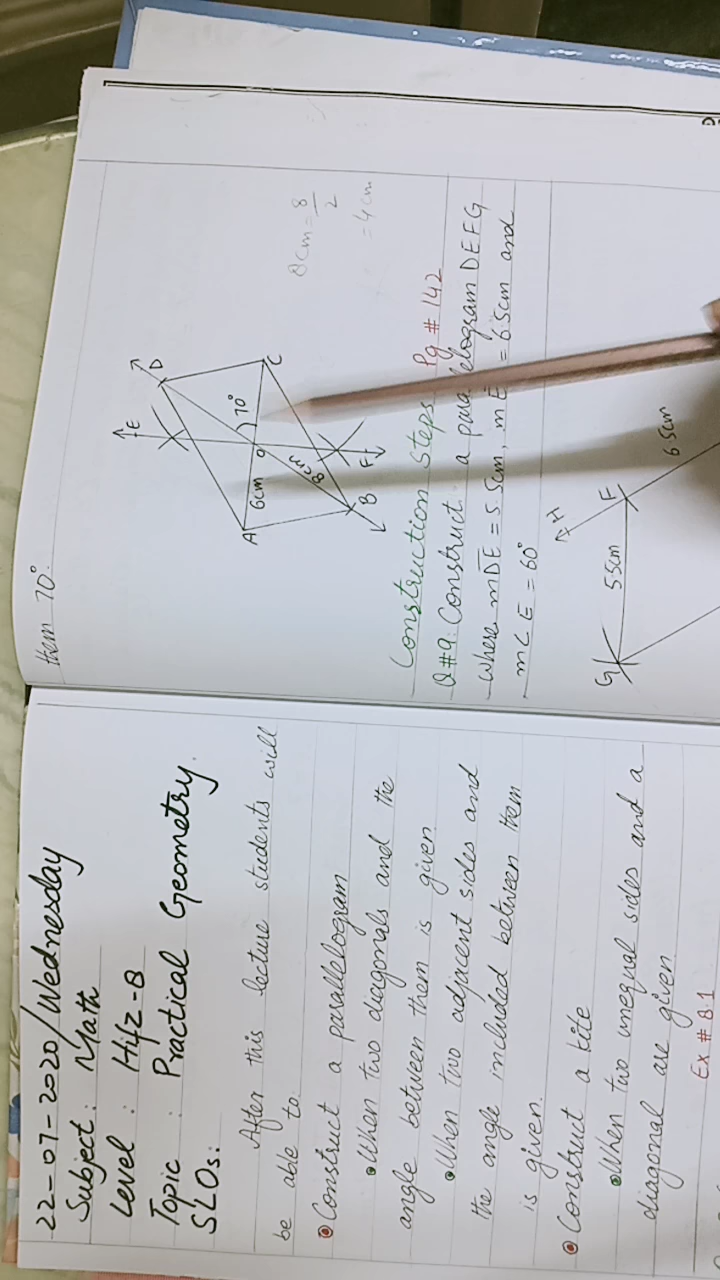 22-07-2020/Wednesday
Subject: Math
Level: Hifz-8
Topic: Practical Geometry.
SLOs:
After this lecture students will
be able to
Construct a parallelogram
When two diagonals and the
angle between them is given
When two adjacent sides and
the angle included between them
is given.
Construct a kite
When two unequal sides and a
diagonal are given
Ex # 8.1
them 70°.
E
D
A
6cm
O
70°
C
8cm
F
B
8cm = 8/2
= 4cm
Construction Steps Pg # 142
Q#9: Construct a parallelogram DEFG
where mDE = 5.5cm, mE = 6.5cm and
m∠E = 60°
H
G
5.5cm
F
6.5cm